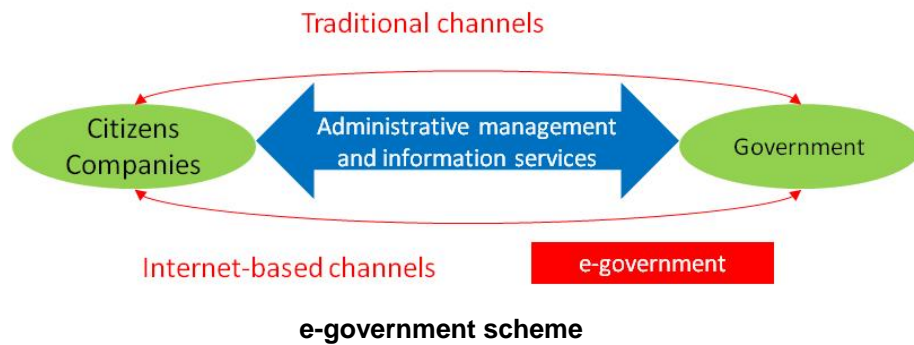 Traditional channels
Citizens
Companies
Administrative management
and information services
Government
Internet-based channels
e-government
e-government scheme